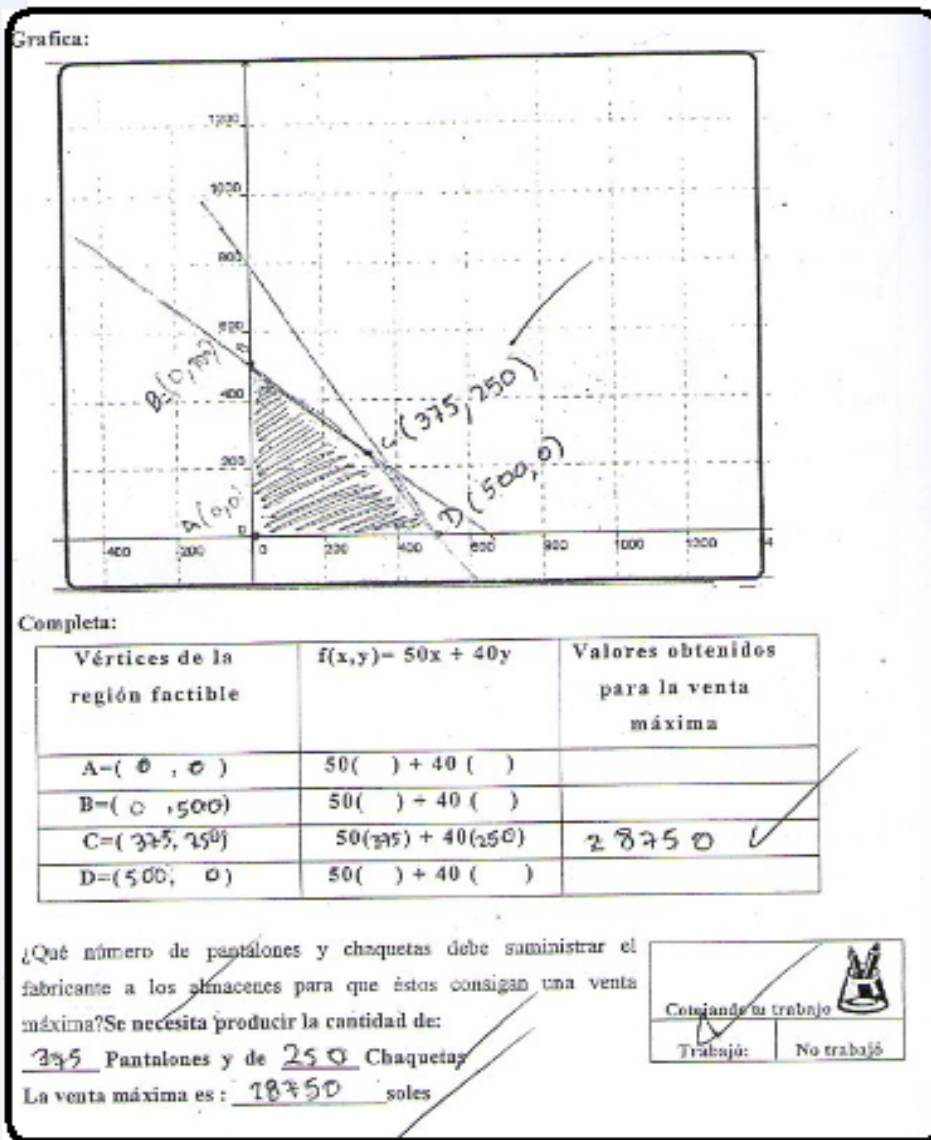 Grafica:
1200
1000
800
600
400
200
0
-400 -200 0 200 400 600 800 1000 1200 4
B=(0,500)
A(0,0)
C(375,250)
D(500,0)
Completa:
Vértices de la región factible f(x,y)= 50x + 40y Valores obtenidos para la venta máxima
A=( 0 , 0 ) 50( ) + 40 ( )
B=( 0 ,500) 50( ) + 40 ( )
C=( 375, 250) 50(375) + 40(250) 28750
D=(500, 0) 50( ) + 40 ( )
¿Qué número de pantalones y chaquetas debe suministrar el
fabricante a los almacenes para que éstos consigan una venta
máxima?Se necesita producir la cantidad de:
375 Pantalones y de 250 Chaquetas
La venta máxima es : 28750 soles
Cotejando tu trabajo
Trabajó: No trabajó